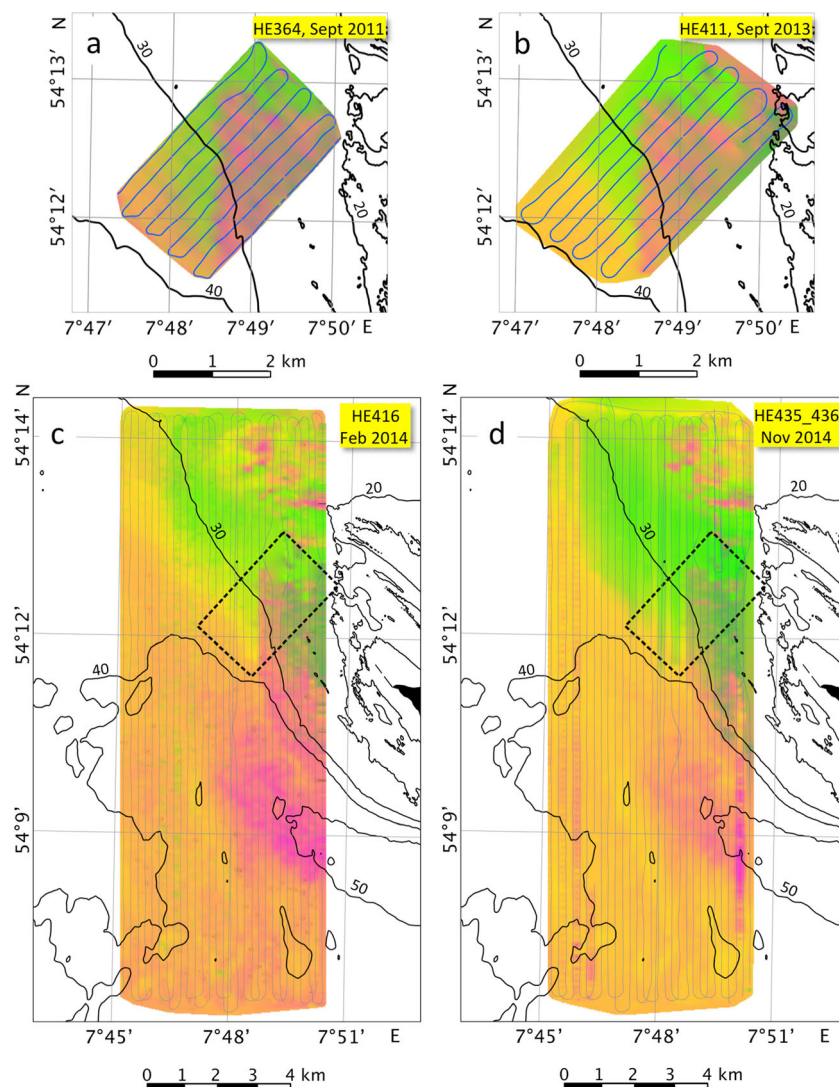 N
a
HE364, Sept 2011
30
54°13'
54°12'
20
40
7°47'
7°48'
7°49'
7°50'
E
0
1
2 km
N
b
HE411, Sept 2013
30
54°13'
54°12'
20
40
7°47'
7°48'
7°49'
7°50'
E
0
1
2 km
N
c
HE416
Feb 2014
54°14'
30
20
54°12'
40
54°9'
50
7°45'
7°48'
7°51'
E
0 1 2 3 4 km
N
d
HE435_436
Nov 2014
54°14'
30
20
54°12'
40
54°9'
50
7°45'
7°48'
7°51'
E
0 1 2 3 4 km